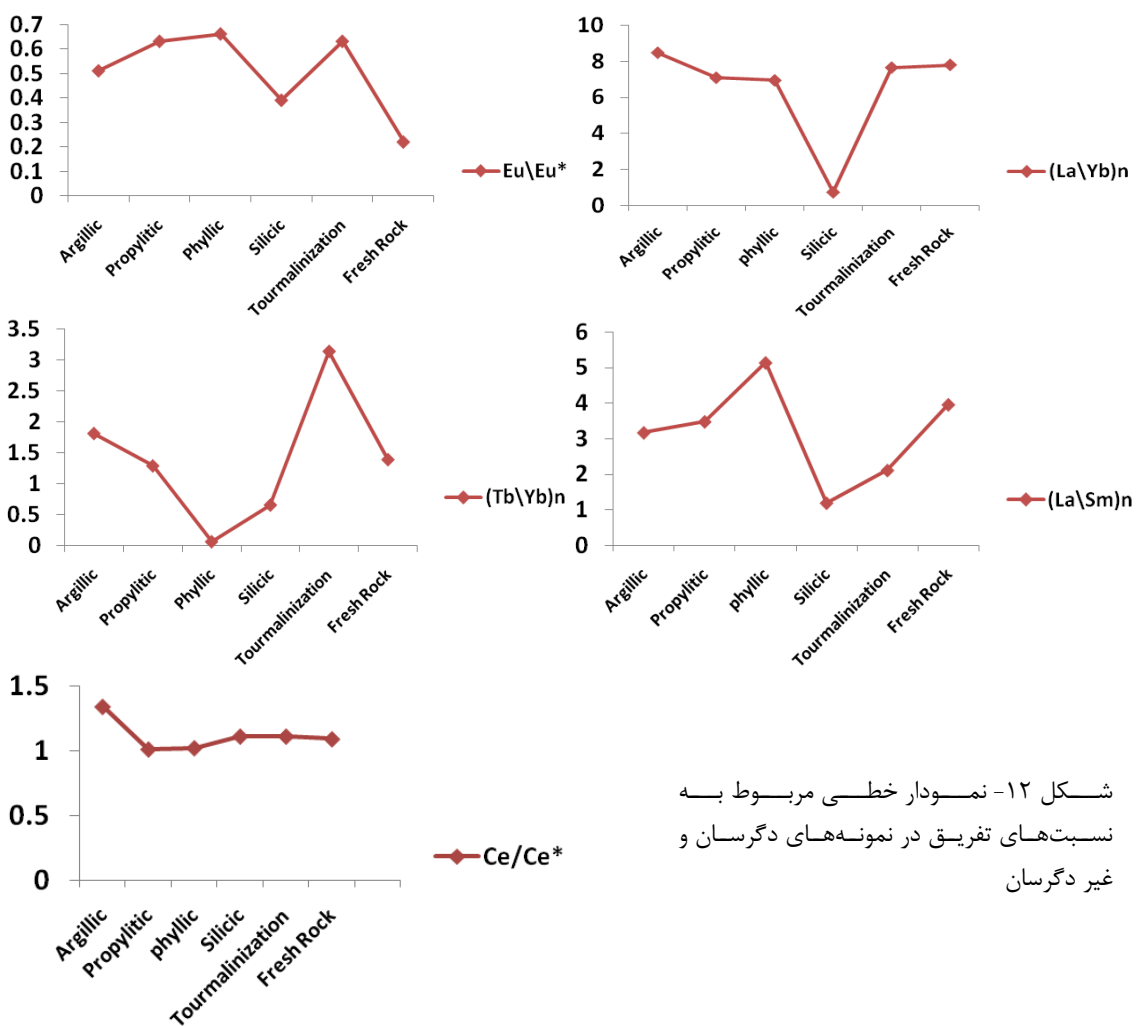 0.7
0.6
0.5
0.4
0.3
0.2
0.1
0
Argillic
Propylitic
Phyllic
Silicic
Tourmalinization
Fresh Rock
Eu\Eu*
10
8
6
4
2
0
Argillic
Propylitic
phyllic
Silicic
Tourmalinization
Fresh Rock
(La\Yb)n
3.5
3
2.5
2
1.5
1
0.5
0
Argillic
Propylitic
Phyllic
Silicic
Tourmalinization
Fresh Rock
(Tb\Yb)n
6
5
4
3
2
1
0
Argillic
Propylitic
phyllic
Silicic
Tourmalinization
Fresh Rock
(La\Sm)n
1.5
1
0.5
0
Argillic
Propylitic
phyllic
Silicic
Tourmalinization
Fresh Rock
Ce/Ce*
شکل ۱۲- نمودار خطی مربوط به
نسبت‌های تفریق در نمونه‌های دگرسان و
غیر دگرسان